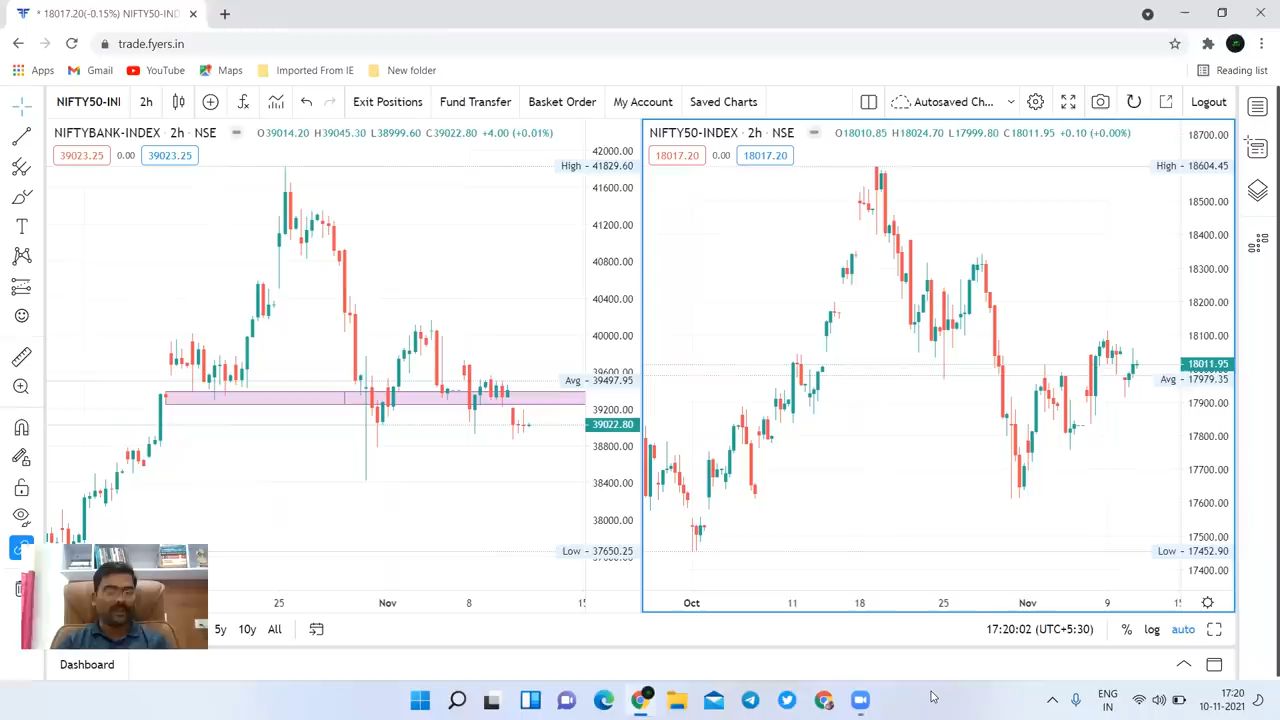 * 18017.20(-0.15%) NIFTY50-IND
trade.fyers.in
Apps Gmail YouTube Maps Imported From IE New folder Reading list
NIFTY50-INI 2h Exit Positions Fund Transfer Basket Order My Account Saved Charts Autosaved Ch... Logout
NIFTYBANK-INDEX · 2h · NSE O39014.20 H39045.30 L38999.60 C39022.80 +4.00 (+0.01%)
39023.25 0.00 39023.25
42000.00
High - 41829.60
41600.00
41200.00
40800.00
40400.00
40000.00
39600.00
Avg - 39497.95
39200.00
39022.80
38800.00
38400.00
38000.00
Low - 37650.25
25 Nov 8 15
NIFTY50-INDEX · 2h · NSE O18010.85 H18024.70 L17999.80 C18011.95 +0.10 (+0.00%)
18017.20 0.00 18017.20
18700.00
High - 18604.45
18500.00
18400.00
18300.00
18200.00
18100.00
18011.95
Avg - 17979.35
17900.00
17800.00
17700.00
17600.00
17500.00
Low - 17452.90
17400.00
Oct 11 18 25 Nov 9 15
5y 10y All 17:20:02 (UTC+5:30) % log auto
Dashboard
ENG
IN
17:20
10-11-2021